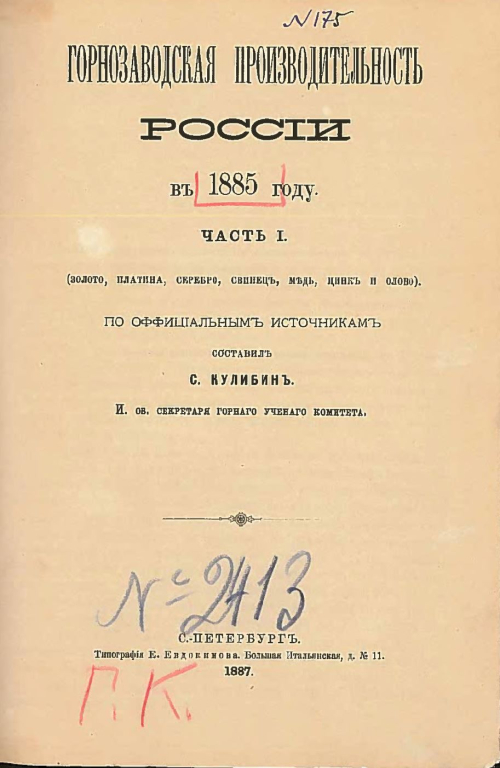 №175
ГОРНОЗАВОДСКАЯ ПРОИЗВОДИТЕЛЬНОСТЬ
РОССІИ
въ 1885 году.
ЧАСТЬ I.
(ЗОЛОТО, ПЛАТИНА, СЕРЕБРО, СВИНЕЦЪ, МѢДЬ, ЦИНКЪ И ОЛОВО).
ПО ОФФИЦІАЛЬНЫМЪ ИСТОЧНИКАМЪ
СОСТАВИЛЪ
С. КУЛИБИНЪ.
И. ОБ. СЕКРЕТАРЯ ГОРНАГО УЧЕНАГО КОМИТЕТА.
№ 2413
С.-ПЕТЕРБУРГЪ.
Типографія Е. Евдокимова. Большая Итальянская, д. № 11.
1887.
Г. К.